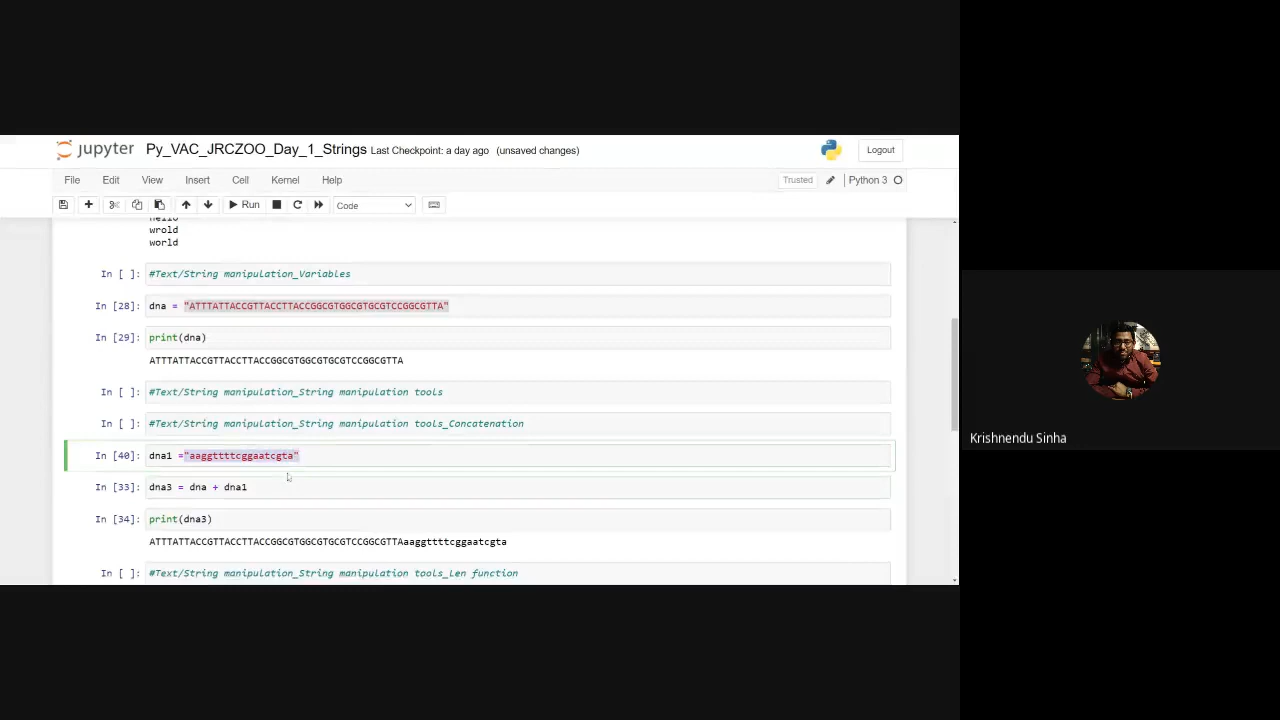 jupyter Py_VAC_JRCZOO_Day_1_Strings Last Checkpoint: a day ago (unsaved changes) Logout
File Edit View Insert Cell Kernel Help Trusted Python 3
Run Code
hello
wrold
world
In [ ]: #Text/String manipulation_Variables
In [28]: dna = "ATTTATTACCGTTACCTTACCGGCGTGGCGTGCGTCCGGCGTTA"
In [29]: print(dna)
ATTTATTACCGTTACCTTACCGGCGTGGCGTGCGTCCGGCGTTA
In [ ]: #Text/String manipulation_String manipulation tools
In [ ]: #Text/String manipulation_String manipulation tools_Concatenation
In [40]: dna1 ="aaggttttcggaatcgta"
In [33]: dna3 = dna + dna1
In [34]: print(dna3)
ATTTATTACCGTTACCTTACCGGCGTGGCGTGCGTCCGGCGTTAaaggttttcggaatcgta
In [ ]: #Text/String manipulation_String manipulation tools_Len function
Krishnendu Sinha